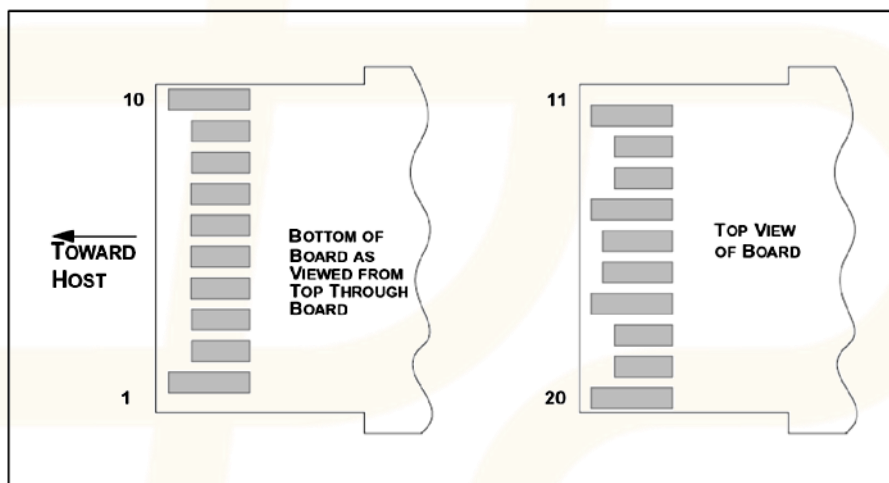 10
TOWARD
HOST
BOTTOM OF
BOARD AS
VIEWED FROM
TOP THROUGH
BOARD
1
11
TOP VIEW
OF BOARD
20